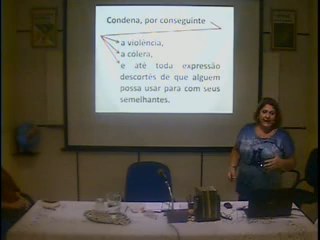 Condena, por conseguinte
a violência,
a cólera,
e até toda expressão
descortês de que alguém
possa usar para com seus
semelhantes.